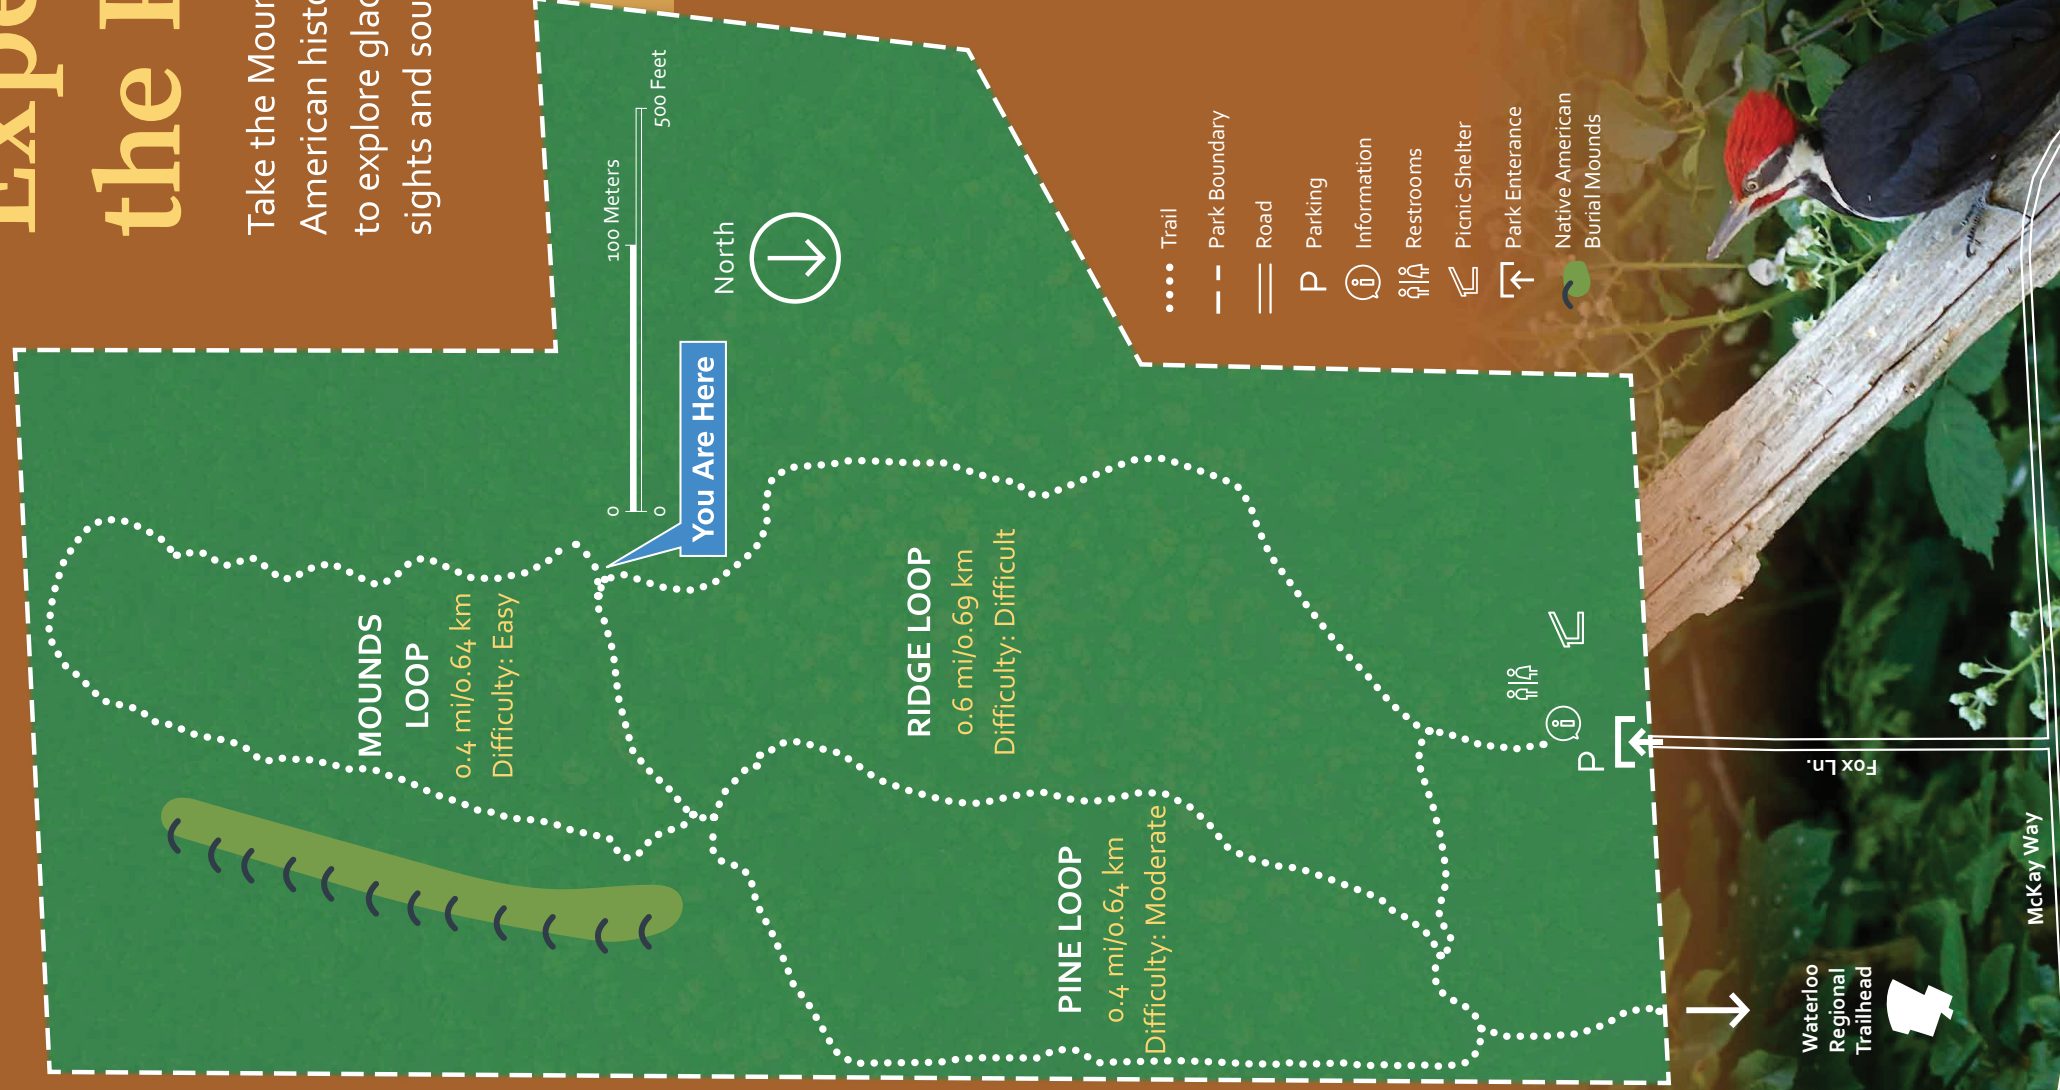 Expe
the
Take the Moun
American histo
to explore glac
sights and sou
100 Meters
0
0
500 Feet
North
You Are Here
MOUNDS
LOOP
0.4 mi/0.64 km
Difficulty: Easy
RIDGE LOOP
0.6 mi/0.69 km
Difficulty: Difficult
PINE LOOP
0.4 mi/0.64 km
Difficulty: Moderate
Trail
Park Boundary
Road
P Parking
i Information
Restrooms
Picnic Shelter
Park Enterance
Native American
Burial Mounds
i
P
Fox Ln.
McKay Way
Waterloo
Regional
Trailhead